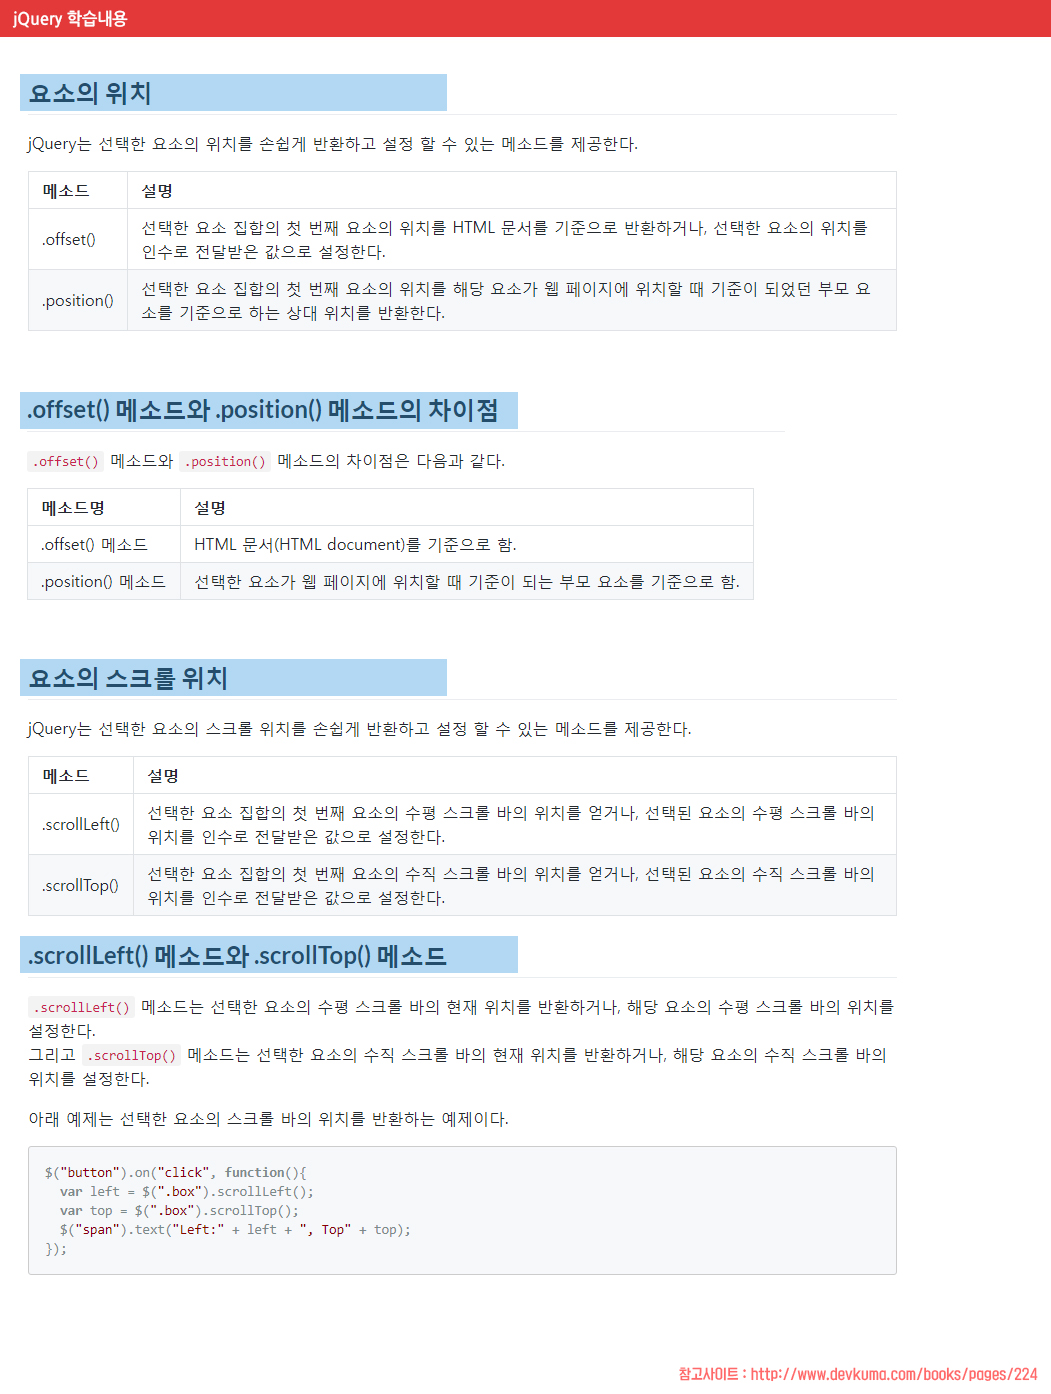 jQuery 학습내용
요소의 위치
jQuery는 선택한 요소의 위치를 손쉽게 반환하고 설정 할 수 있는 메소드를 제공한다.
메소드 설명
.offset() 선택한 요소 집합의 첫 번째 요소의 위치를 HTML 문서를 기준으로 반환하거나, 선택한 요소의 위치를
인수로 전달받은 값으로 설정한다.
.position() 선택한 요소 집합의 첫 번째 요소의 위치를 해당 요소가 웹 페이지에 위치할 때 기준이 되었던 부모 요
소를 기준으로 하는 상대 위치를 반환한다.
.offset() 메소드와 .position() 메소드의 차이점
.offset() 메소드와 .position() 메소드의 차이점은 다음과 같다.
메소드명 설명
.offset() 메소드 HTML 문서(HTML document)를 기준으로 함.
.position() 메소드 선택한 요소가 웹 페이지에 위치할 때 기준이 되는 부모 요소를 기준으로 함.
요소의 스크롤 위치
jQuery는 선택한 요소의 스크롤 위치를 손쉽게 반환하고 설정 할 수 있는 메소드를 제공한다.
메소드 설명
.scrollLeft() 선택한 요소 집합의 첫 번째 요소의 수평 스크롤 바의 위치를 얻거나, 선택된 요소의 수평 스크롤 바의
위치를 인수로 전달받은 값으로 설정한다.
.scrollTop() 선택한 요소 집합의 첫 번째 요소의 수직 스크롤 바의 위치를 얻거나, 선택된 요소의 수직 스크롤 바의
위치를 인수로 전달받은 값으로 설정한다.
.scrollLeft() 메소드와 .scrollTop() 메소드
.scrollLeft() 메소드는 선택한 요소의 수평 스크롤 바의 현재 위치를 반환하거나, 해당 요소의 수평 스크롤 바의 위치를
설정한다.
그리고 .scrollTop() 메소드는 선택한 요소의 수직 스크롤 바의 현재 위치를 반환하거나, 해당 요소의 수직 스크롤 바의
위치를 설정한다.
아래 예제는 선택한 요소의 스크롤 바의 위치를 반환하는 예제이다.
$("button").on("click", function(){
  var left = $(".box").scrollLeft();
  var top = $(".box").scrollTop();
  $("span").text("Left:" + left + ", Top" + top);
});
참고사이트 : http://www.devkuma.com/books/pages/224